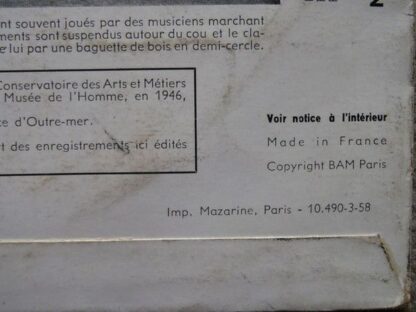 nt souvent joués par des musiciens marchant
ments sont suspendus autour du cou et le cla-
lui par une baguette de bois en demi-cercle.
2
Conservatoire des Arts et Métiers
Musée de l'Homme, en 1946,
ce d'Outre-mer.
rt des enregistrements ici édités
Voir notice à l'intérieur
Made in France
Copyright BAM Paris
Imp. Mazarine, Paris - 10.490-3-58